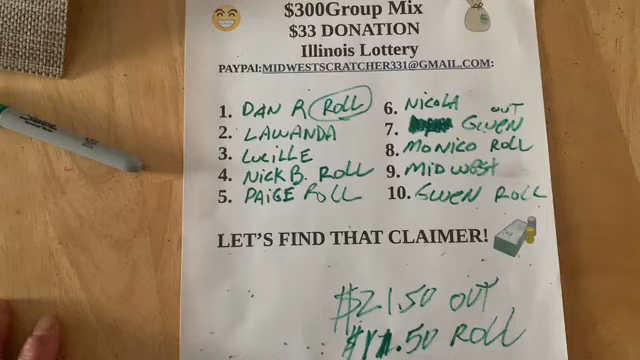 $300Group Mix
$33 DONATION
Illinois Lottery
PAYPAl:MIDWESTSCRATCHER331@GMAIL.COM:
1. DAN R ROLL
2. LAWANDA
3. LUCILLE
4. NICK B. ROLL
5. PAIGE ROLL
6. NICOLA
7. GWEN OUT
8. MONICO ROLL
9. MIDWEST
10. GWEN ROLL
LET'S FIND THAT CLAIMER!
$21.50 OUT
$11.50 ROLL